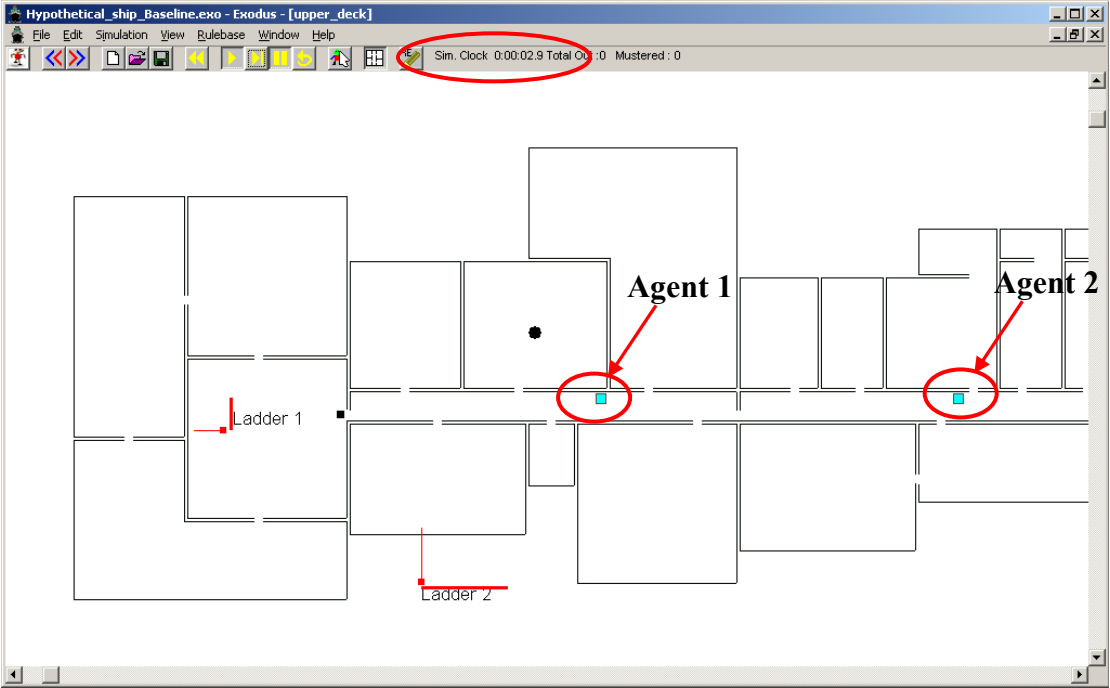 Hypothetical_ship_Baseline.exo - Exodus - [upper_deck]
File Edit Simulation View Rulebase Window Help
Sim. Clock 0:00:02.9 Total Out :0 Mustered : 0
Agent 1
Agent 2
Ladder 1
Ladder 2